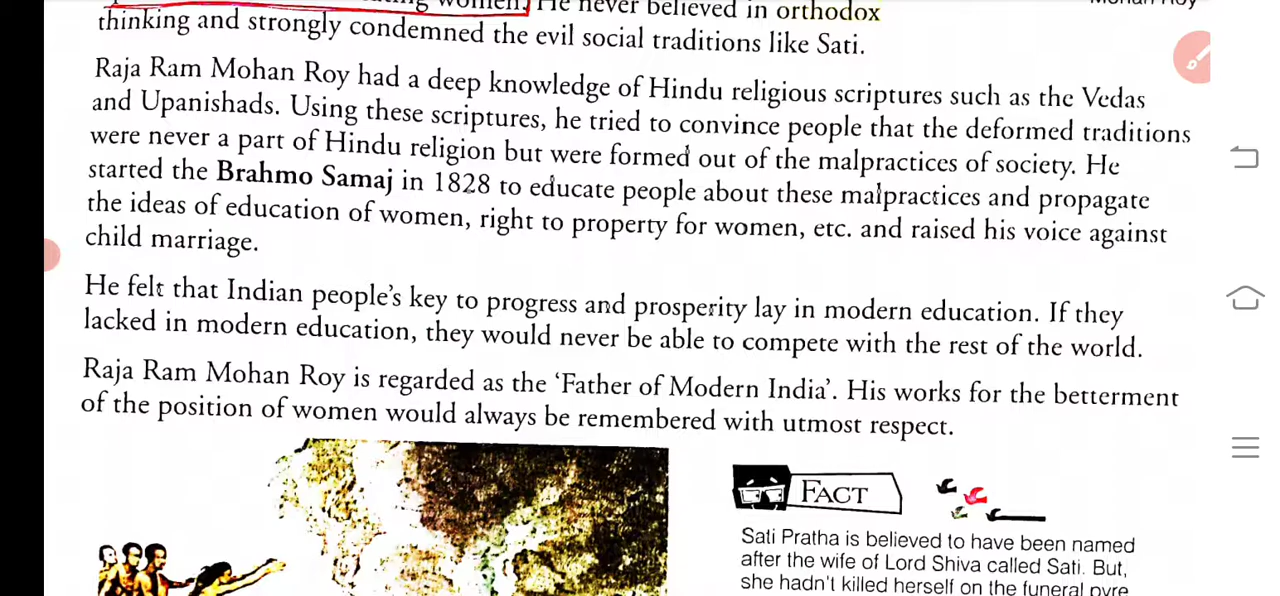 women. He never believed in orthodox
thinking and strongly condemned the evil social traditions like Sati.
Raja Ram Mohan Roy had a deep knowledge of Hindu religious scriptures such as the Vedas
and Upanishads. Using these scriptures, he tried to convince people that the deformed traditions
were never a part of Hindu religion but were formed out of the malpractices of society. He
started the Brahmo Samaj in 1828 to educate people about these malpractices and propagate
the ideas of education of women, right to property for women, etc. and raised his voice against
child marriage.
He felt that Indian people's key to progress and prosperity lay in modern education. If they
lacked in modern education, they would never be able to compete with the rest of the world.
Raja Ram Mohan Roy is regarded as the 'Father of Modern India'. His works for the betterment
of the position of women would always be remembered with utmost respect.
FACT
Sati Pratha is believed to have been named
after the wife of Lord Shiva called Sati. But,
she hadn't killed herself on the funeral pyre